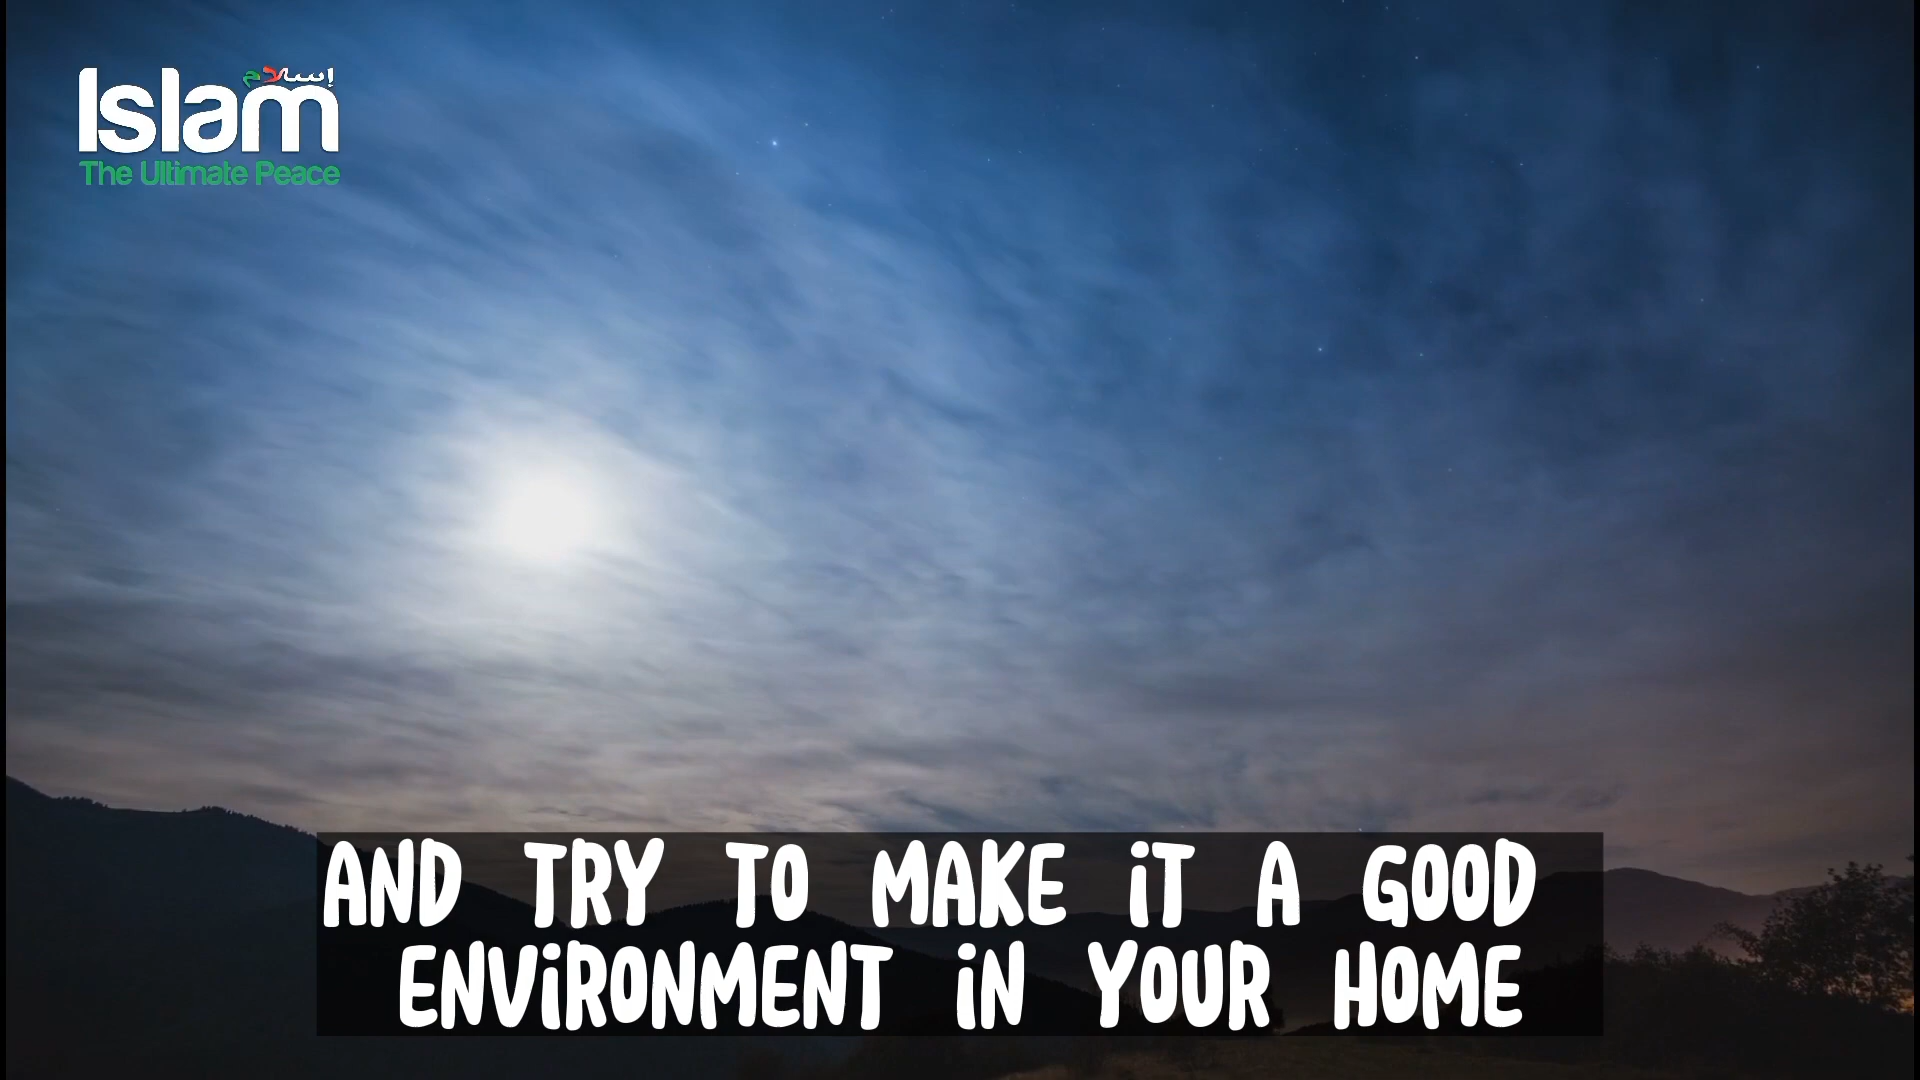 إسلام
Islam
The Ultimate Peace
AND TRY TO MAKE iT A GOOD
ENViRONMENT iN YOUR HOME